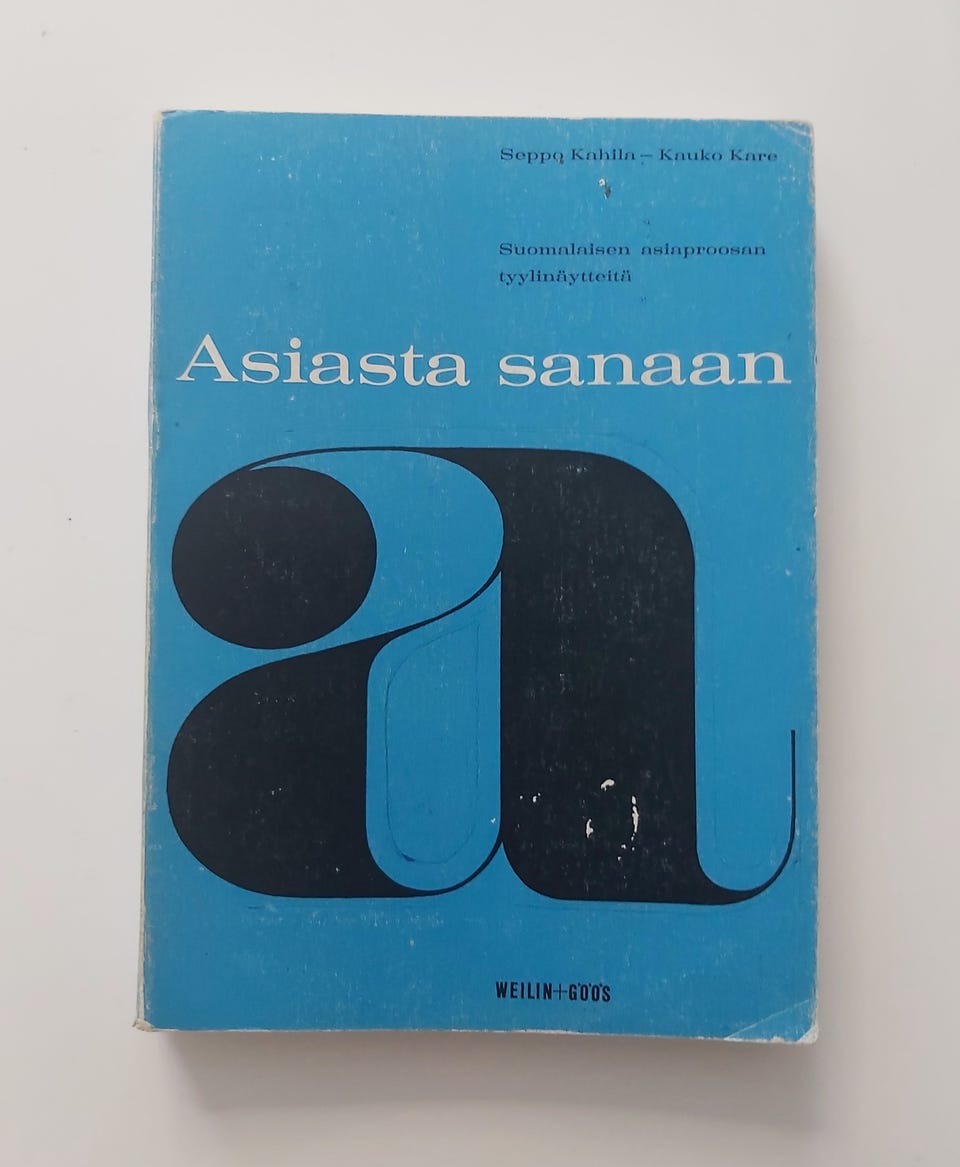 Seppo Kahila – Kauko Kare
Suomalaisen asiaproosan
tyylinäytteitä
Asiasta sanaan
a
WEILIN+GÖÖS